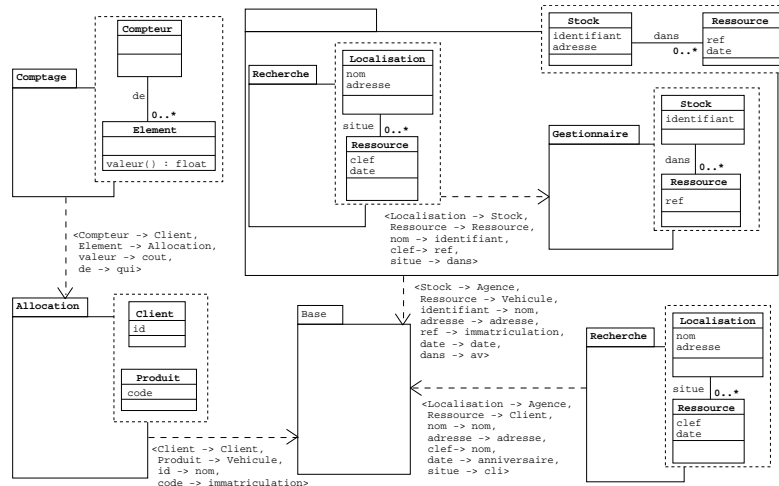 Compteur
Stock
identifiant
adresse
dans
0..*
Ressource
ref
date
Comptage
de
0..*
Element
valeur() : float
Recherche
Localisation
nom
adresse
situe
0..*
Ressource
clef
date
Gestionnaire
Stock
identifiant
dans
0..*
Ressource
ref
<Localisation -> Stock,
Ressource -> Ressource,
nom -> identifiant,
clef-> ref,
situe -> dans>
<Compteur -> Client,
Element -> Allocation,
valeur -> cout,
de -> qui>
<Stock -> Agence,
Ressource -> Vehicule,
identifiant -> nom,
adresse -> adresse,
ref -> immatriculation,
date -> date,
dans -> av>
Allocation
Client
id
Produit
code
Base
Recherche
Localisation
nom
adresse
situe
0..*
Ressource
clef
date
<Localisation -> Agence,
Ressource -> Client,
nom -> nom,
adresse -> adresse,
clef-> nom,
date -> anniversaire,
situe -> cli>
<Client -> Client,
Produit -> Vehicule,
id -> nom,
code -> immatriculation>